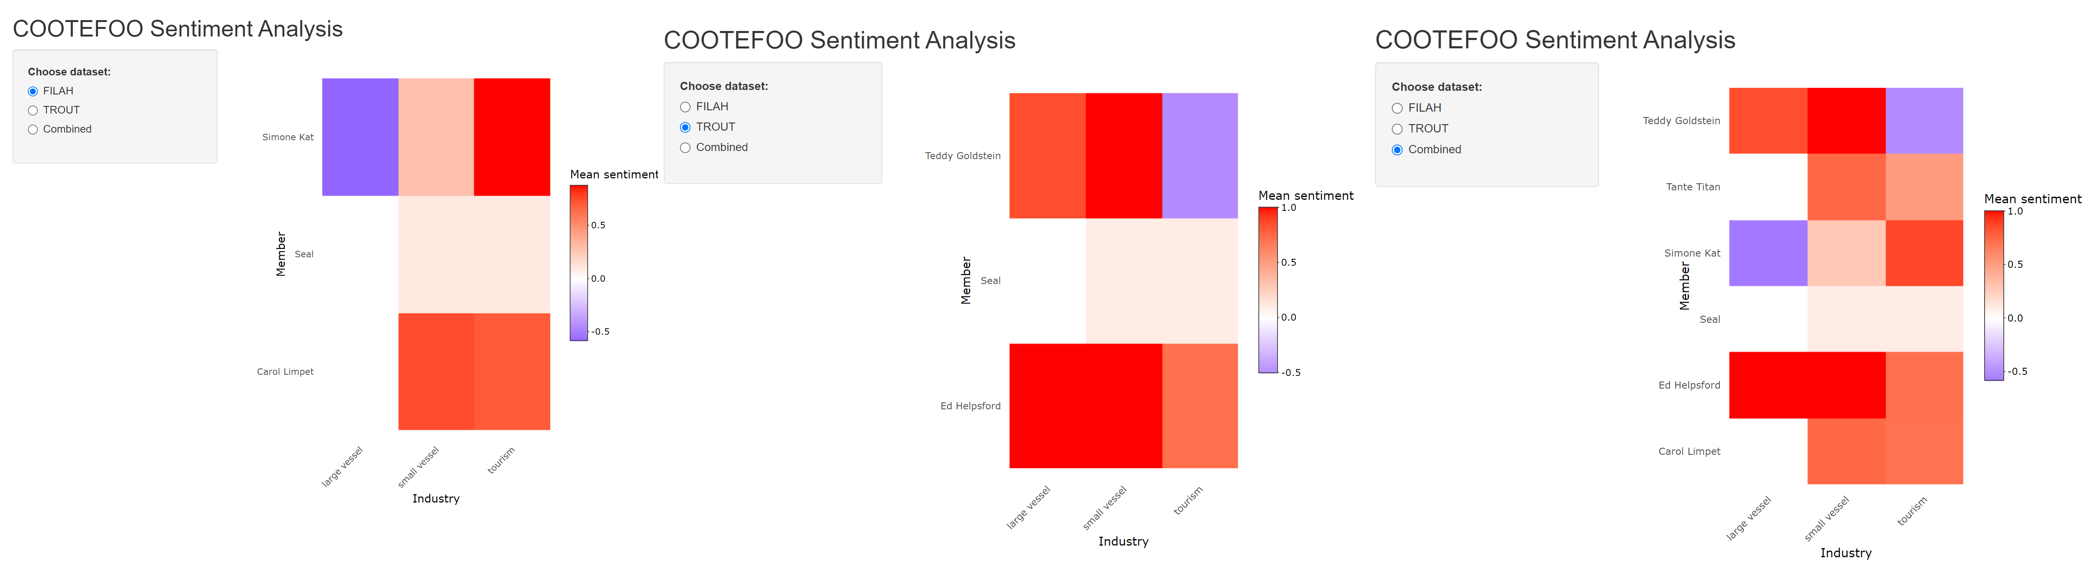 COOTEFOO Sentiment Analysis
Choose dataset:
FILAH
TROUT
Combined
Member
Simone Kat
Seal
Carol Limpet
large vessel
small vessel
tourism
Industry
Mean sentiment
0.5
0.0
-0.5
COOTEFOO Sentiment Analysis
Choose dataset:
FILAH
TROUT
Combined
Member
Teddy Goldstein
Seal
Ed Helpsford
large vessel
small vessel
tourism
Industry
Mean sentiment
1.0
0.5
0.0
-0.5
COOTEFOO Sentiment Analysis
Choose dataset:
FILAH
TROUT
Combined
Member
Teddy Goldstein
Tante Titan
Simone Kat
Seal
Ed Helpsford
Carol Limpet
large vessel
small vessel
tourism
Industry
Mean sentiment
1.0
0.5
0.0
-0.5